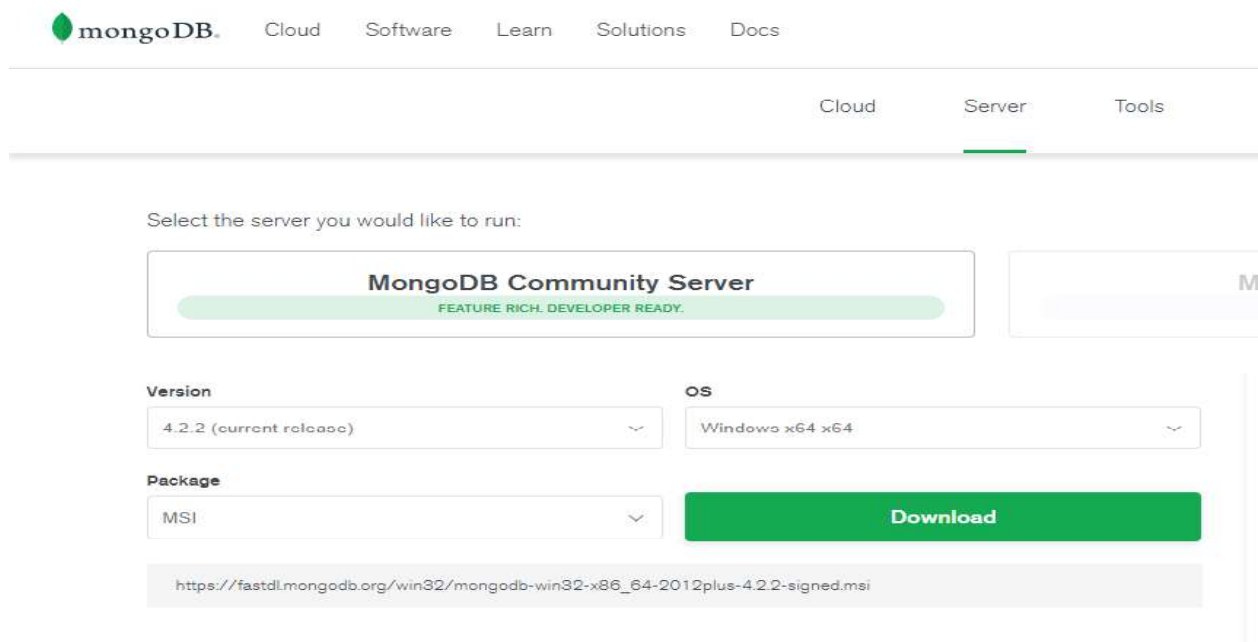 mongoDB. Cloud Software Learn Solutions Docs
Cloud Server Tools
Select the server you would like to run:
MongoDB Community Server
FEATURE RICH. DEVELOPER READY.
M
Version OS
4.2.2 (current release) Windows x64 x64
Package
MSI Download
https://fastdl.mongodb.org/win32/mongodb-win32-x86_64-2012plus-4.2.2-signed.msi